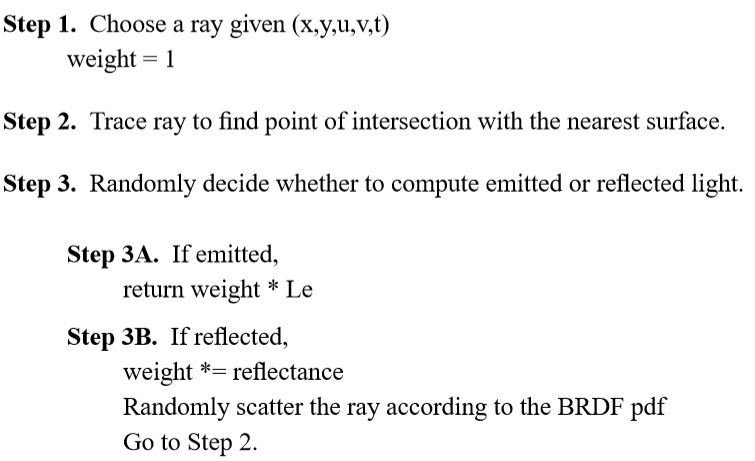 Step 1. Choose a ray given (x,y,u,v,t)
weight = 1
Step 2. Trace ray to find point of intersection with the nearest surface.
Step 3. Randomly decide whether to compute emitted or reflected light.
Step 3A. If emitted,
return weight * Le
Step 3B. If reflected,
weight *= reflectance
Randomly scatter the ray according to the BRDF pdf
Go to Step 2.